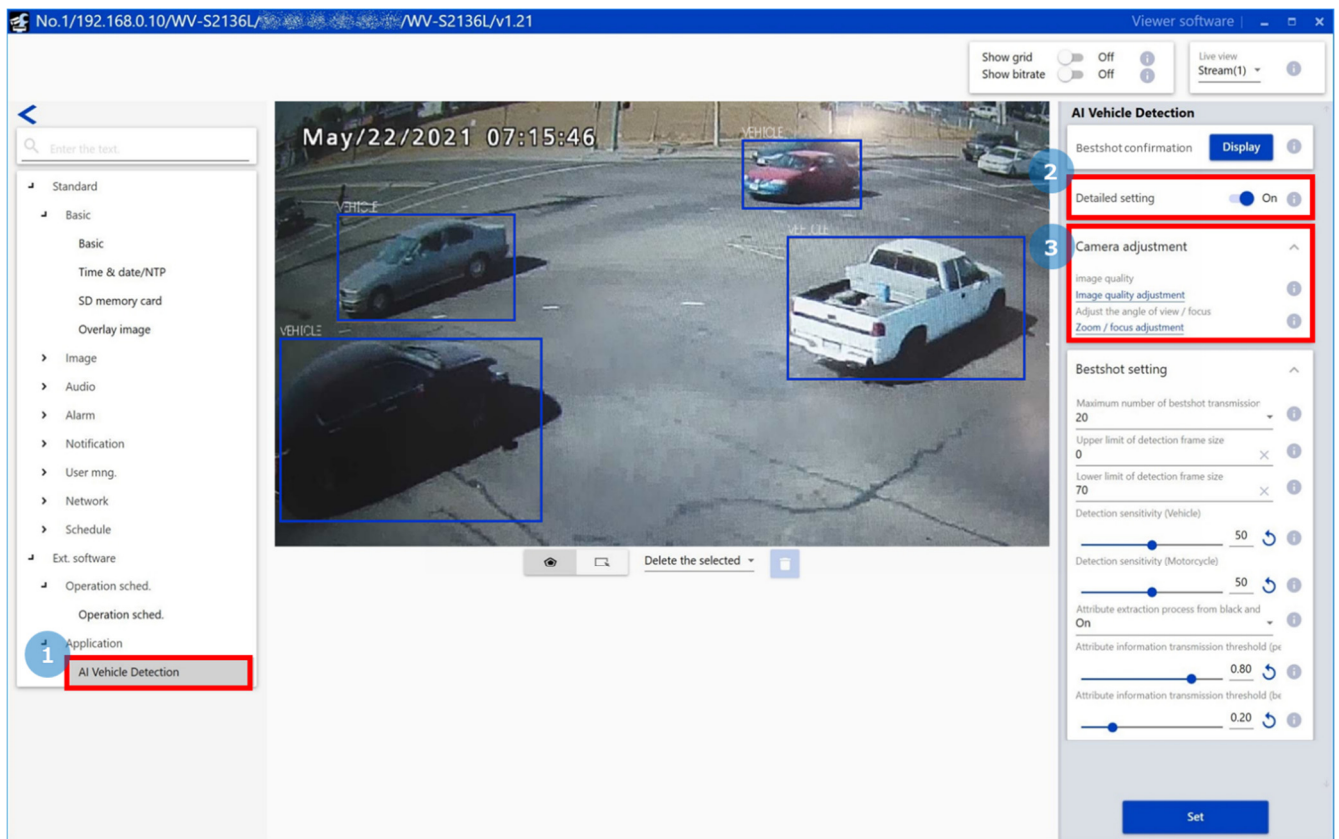 No.1/192.168.0.10/WV-S2136L/ /WV-S2136L/v1.21
Viewer software |
Show grid Off
Show bitrate Off
Live view
Stream(1)
Enter the text.
Standard
Basic
Basic
Time & date/NTP
SD memory card
Overlay image
Image
Audio
Alarm
Notification
User mng.
Network
Schedule
Ext. software
Operation sched.
Operation sched.
1
Application
AI Vehicle Detection
May/22/2021 07:15:46
VEHICLE
VEHICLE
VEHICLE
VEHICLE
Delete the selected
AI Vehicle Detection
Bestshot confirmation Display
2
Detailed setting On
3
Camera adjustment
image quality
Image quality adjustment
Adjust the angle of view / focus
Zoom / focus adjustment
Bestshot setting
Maximum number of bestshot transmission
20
Upper limit of detection frame size
0
Lower limit of detection frame size
70
Detection sensitivity (Vehicle)
50
Detection sensitivity (Motorcycle)
50
Attribute extraction process from black and
On
Attribute information transmission threshold (pe
0.80
Attribute information transmission threshold (be
0.20
Set